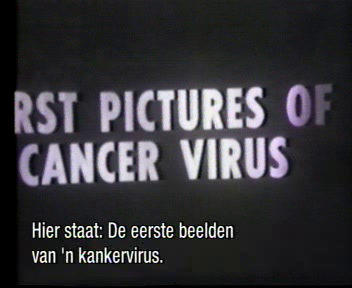 RST PICTURES OF
CANCER VIRUS
Hier staat: De eerste beelden
van 'n kankervirus.